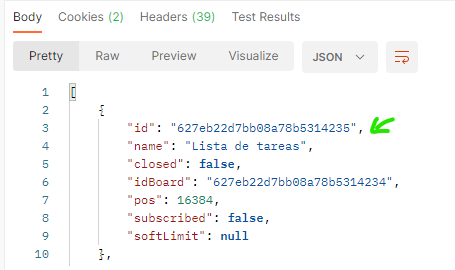 Body Cookies (2) Headers (39) Test Results
Pretty Raw Preview Visualize JSON
1 [
2 {
3 "id": "627eb22d7bb08a78b5314235",
4 "name": "Lista de tareas",
5 "closed": false,
6 "idBoard": "627eb22d7bb08a78b5314234",
7 "pos": 16384,
8 "subscribed": false,
9 "softLimit": null
10 },